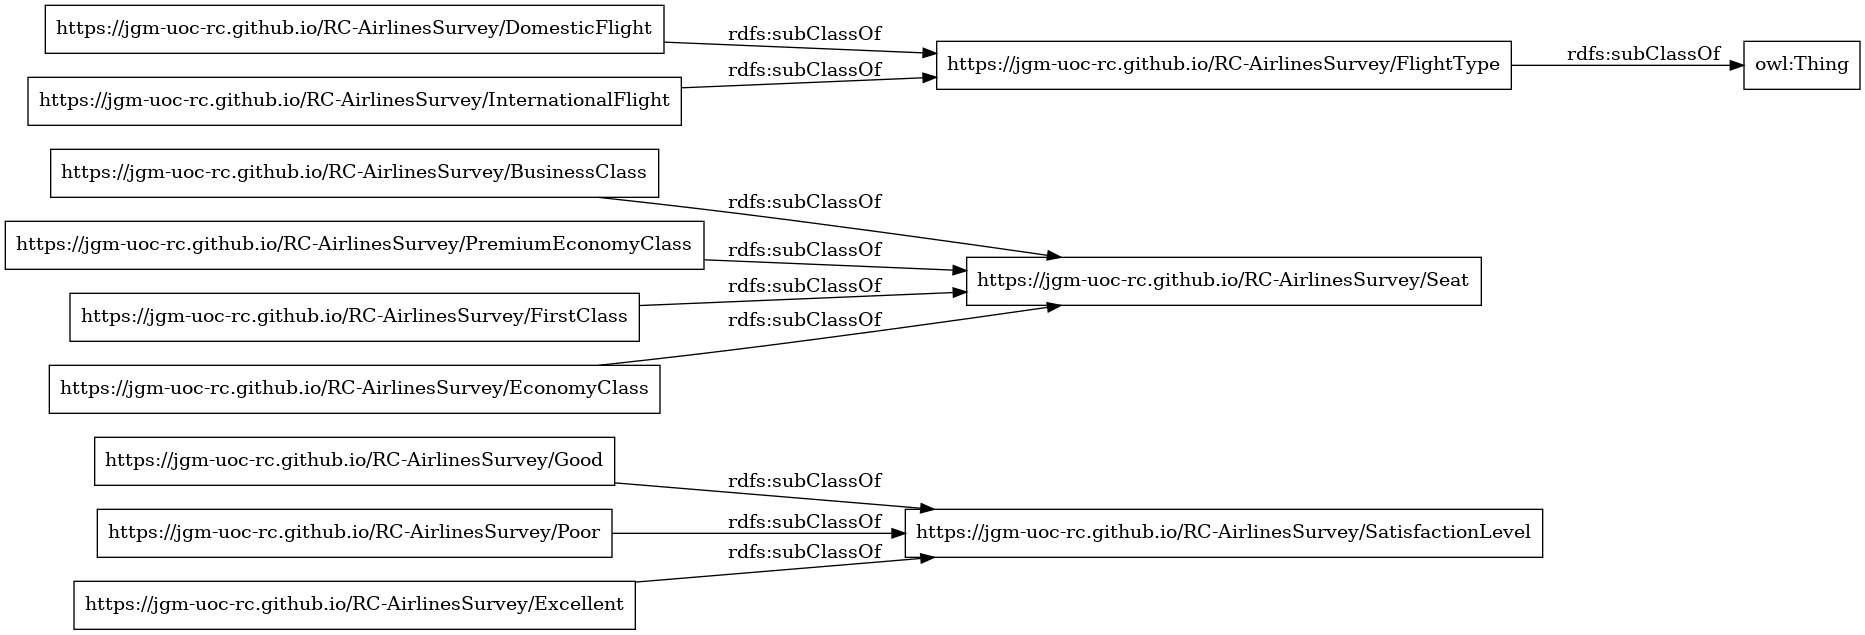 https://jgm-uoc-rc.github.io/RC-AirlinesSurvey/DomesticFlight
rdfs:subClassOf
https://jgm-uoc-rc.github.io/RC-AirlinesSurvey/InternationalFlight
rdfs:subClassOf
https://jgm-uoc-rc.github.io/RC-AirlinesSurvey/FlightType
rdfs:subClassOf
owl:Thing
https://jgm-uoc-rc.github.io/RC-AirlinesSurvey/BusinessClass
rdfs:subClassOf
https://jgm-uoc-rc.github.io/RC-AirlinesSurvey/PremiumEconomyClass
rdfs:subClassOf
https://jgm-uoc-rc.github.io/RC-AirlinesSurvey/FirstClass
rdfs:subClassOf
https://jgm-uoc-rc.github.io/RC-AirlinesSurvey/EconomyClass
rdfs:subClassOf
https://jgm-uoc-rc.github.io/RC-AirlinesSurvey/Seat
https://jgm-uoc-rc.github.io/RC-AirlinesSurvey/Good
rdfs:subClassOf
https://jgm-uoc-rc.github.io/RC-AirlinesSurvey/Poor
rdfs:subClassOf
https://jgm-uoc-rc.github.io/RC-AirlinesSurvey/Excellent
rdfs:subClassOf
https://jgm-uoc-rc.github.io/RC-AirlinesSurvey/SatisfactionLevel